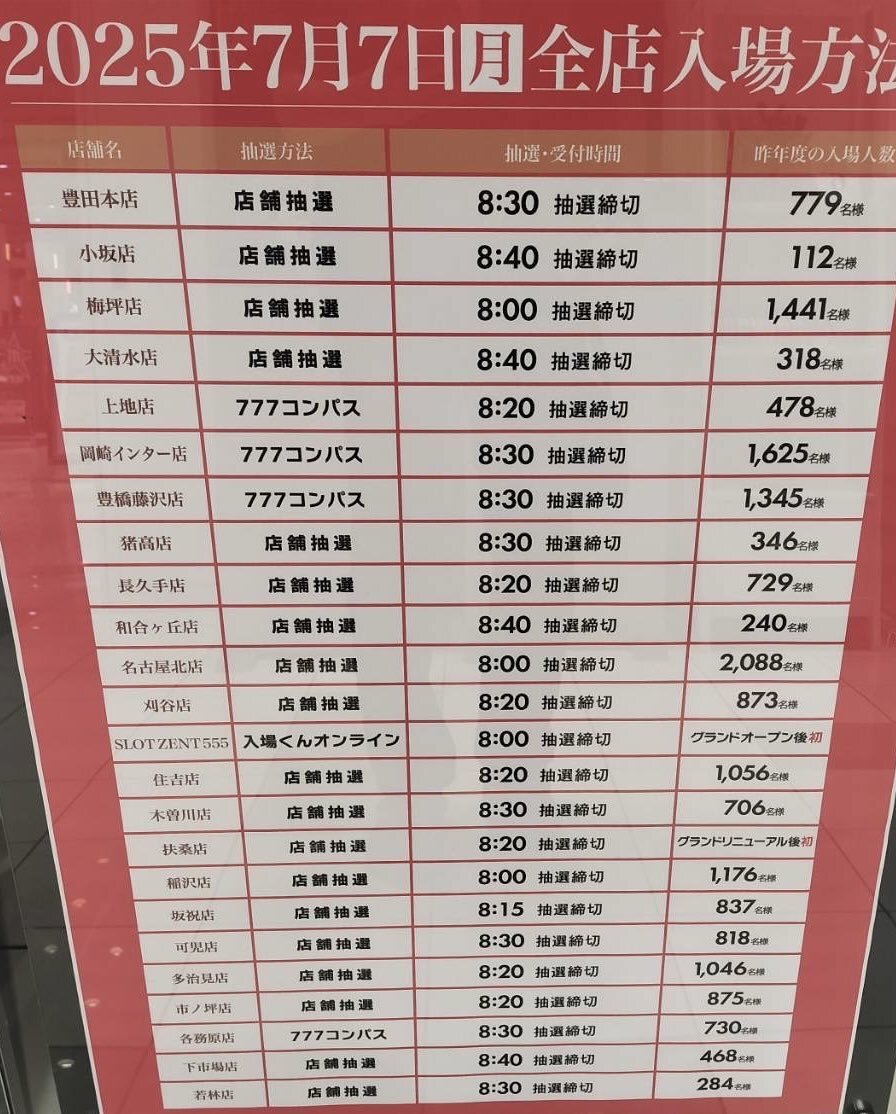 2025年7月7日月全店入場方法
店舗名 抽選方法 抽選・受付時間 昨年度の入場人数
豊田本店 店舗抽選 8:30 抽選締切 779名様
小坂店 店舗抽選 8:40 抽選締切 112名様
梅坪店 店舗抽選 8:00 抽選締切 1,441名様
大清水店 店舗抽選 8:40 抽選締切 318名様
上地店 777コンパス 8:20 抽選締切 478名様
岡崎インター店 777コンパス 8:30 抽選締切 1,625名様
豊橋藤沢店 777コンパス 8:30 抽選締切 1,345名様
猪高店 店舗抽選 8:30 抽選締切 346名様
長久手店 店舗抽選 8:20 抽選締切 729名様
和合ヶ丘店 店舗抽選 8:40 抽選締切 240名様
名古屋北店 店舗抽選 8:00 抽選締切 2,088名様
刈谷店 店舗抽選 8:20 抽選締切 873名様
SLOT ZENT 555 入場くんオンライン 8:00 抽選締切 グランドオープン後初
住吉店 店舗抽選 8:20 抽選締切 1,056名様
木曽川店 店舗抽選 8:30 抽選締切 706名様
扶桑店 店舗抽選 8:20 抽選締切 グランドリニューアル後初
稲沢店 店舗抽選 8:00 抽選締切 1,176名様
坂祝店 店舗抽選 8:15 抽選締切 837名様
可児店 店舗抽選 8:30 抽選締切 818名様
多治見店 店舗抽選 8:20 抽選締切 1,046名様
市ノ坪店 店舗抽選 8:20 抽選締切 875名様
各務原店 777コンパス 8:30 抽選締切 730名様
下市場店 店舗抽選 8:40 抽選締切 468名様
若林店 店舗抽選 8:30 抽選締切 284名様